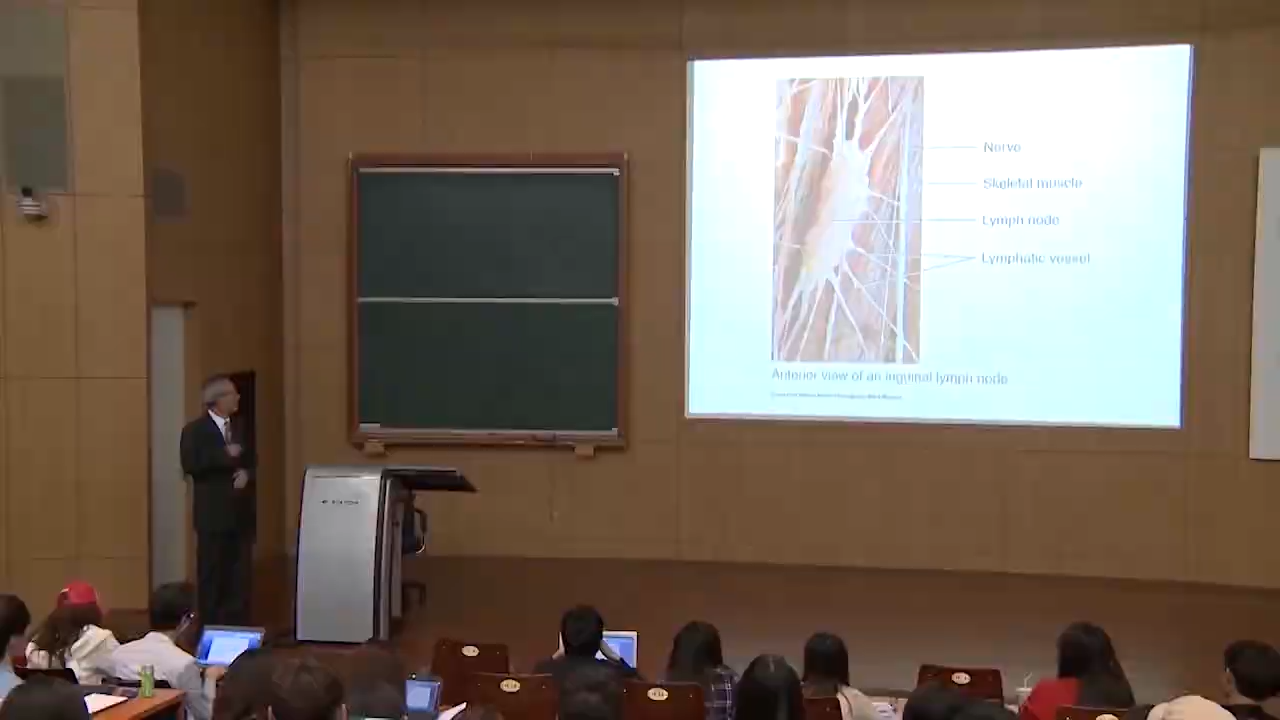 Nerve
Skeletal muscle
Lymph node
Lymphatic vessel
Anterior view of an inguinal lymph node